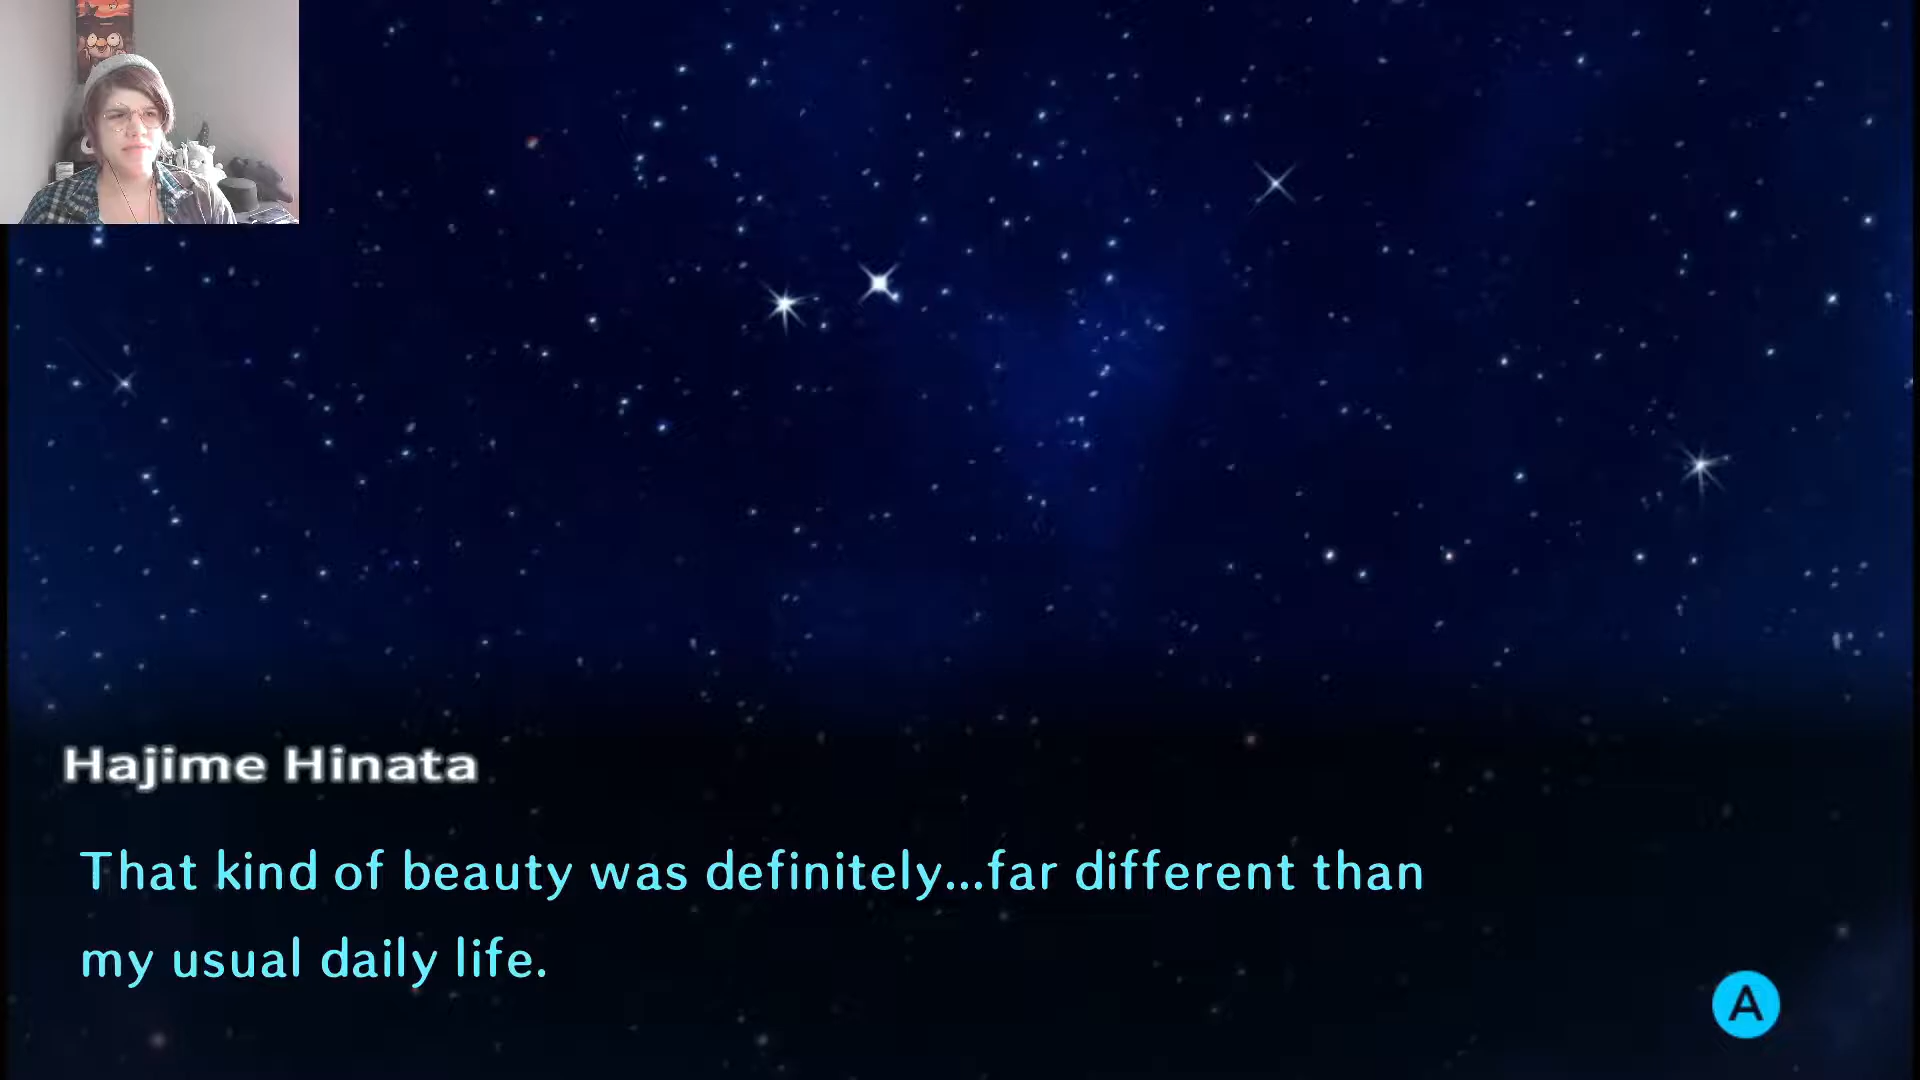 Hajime Hinata
That kind of beauty was definitely...far different than
my usual daily life.
A